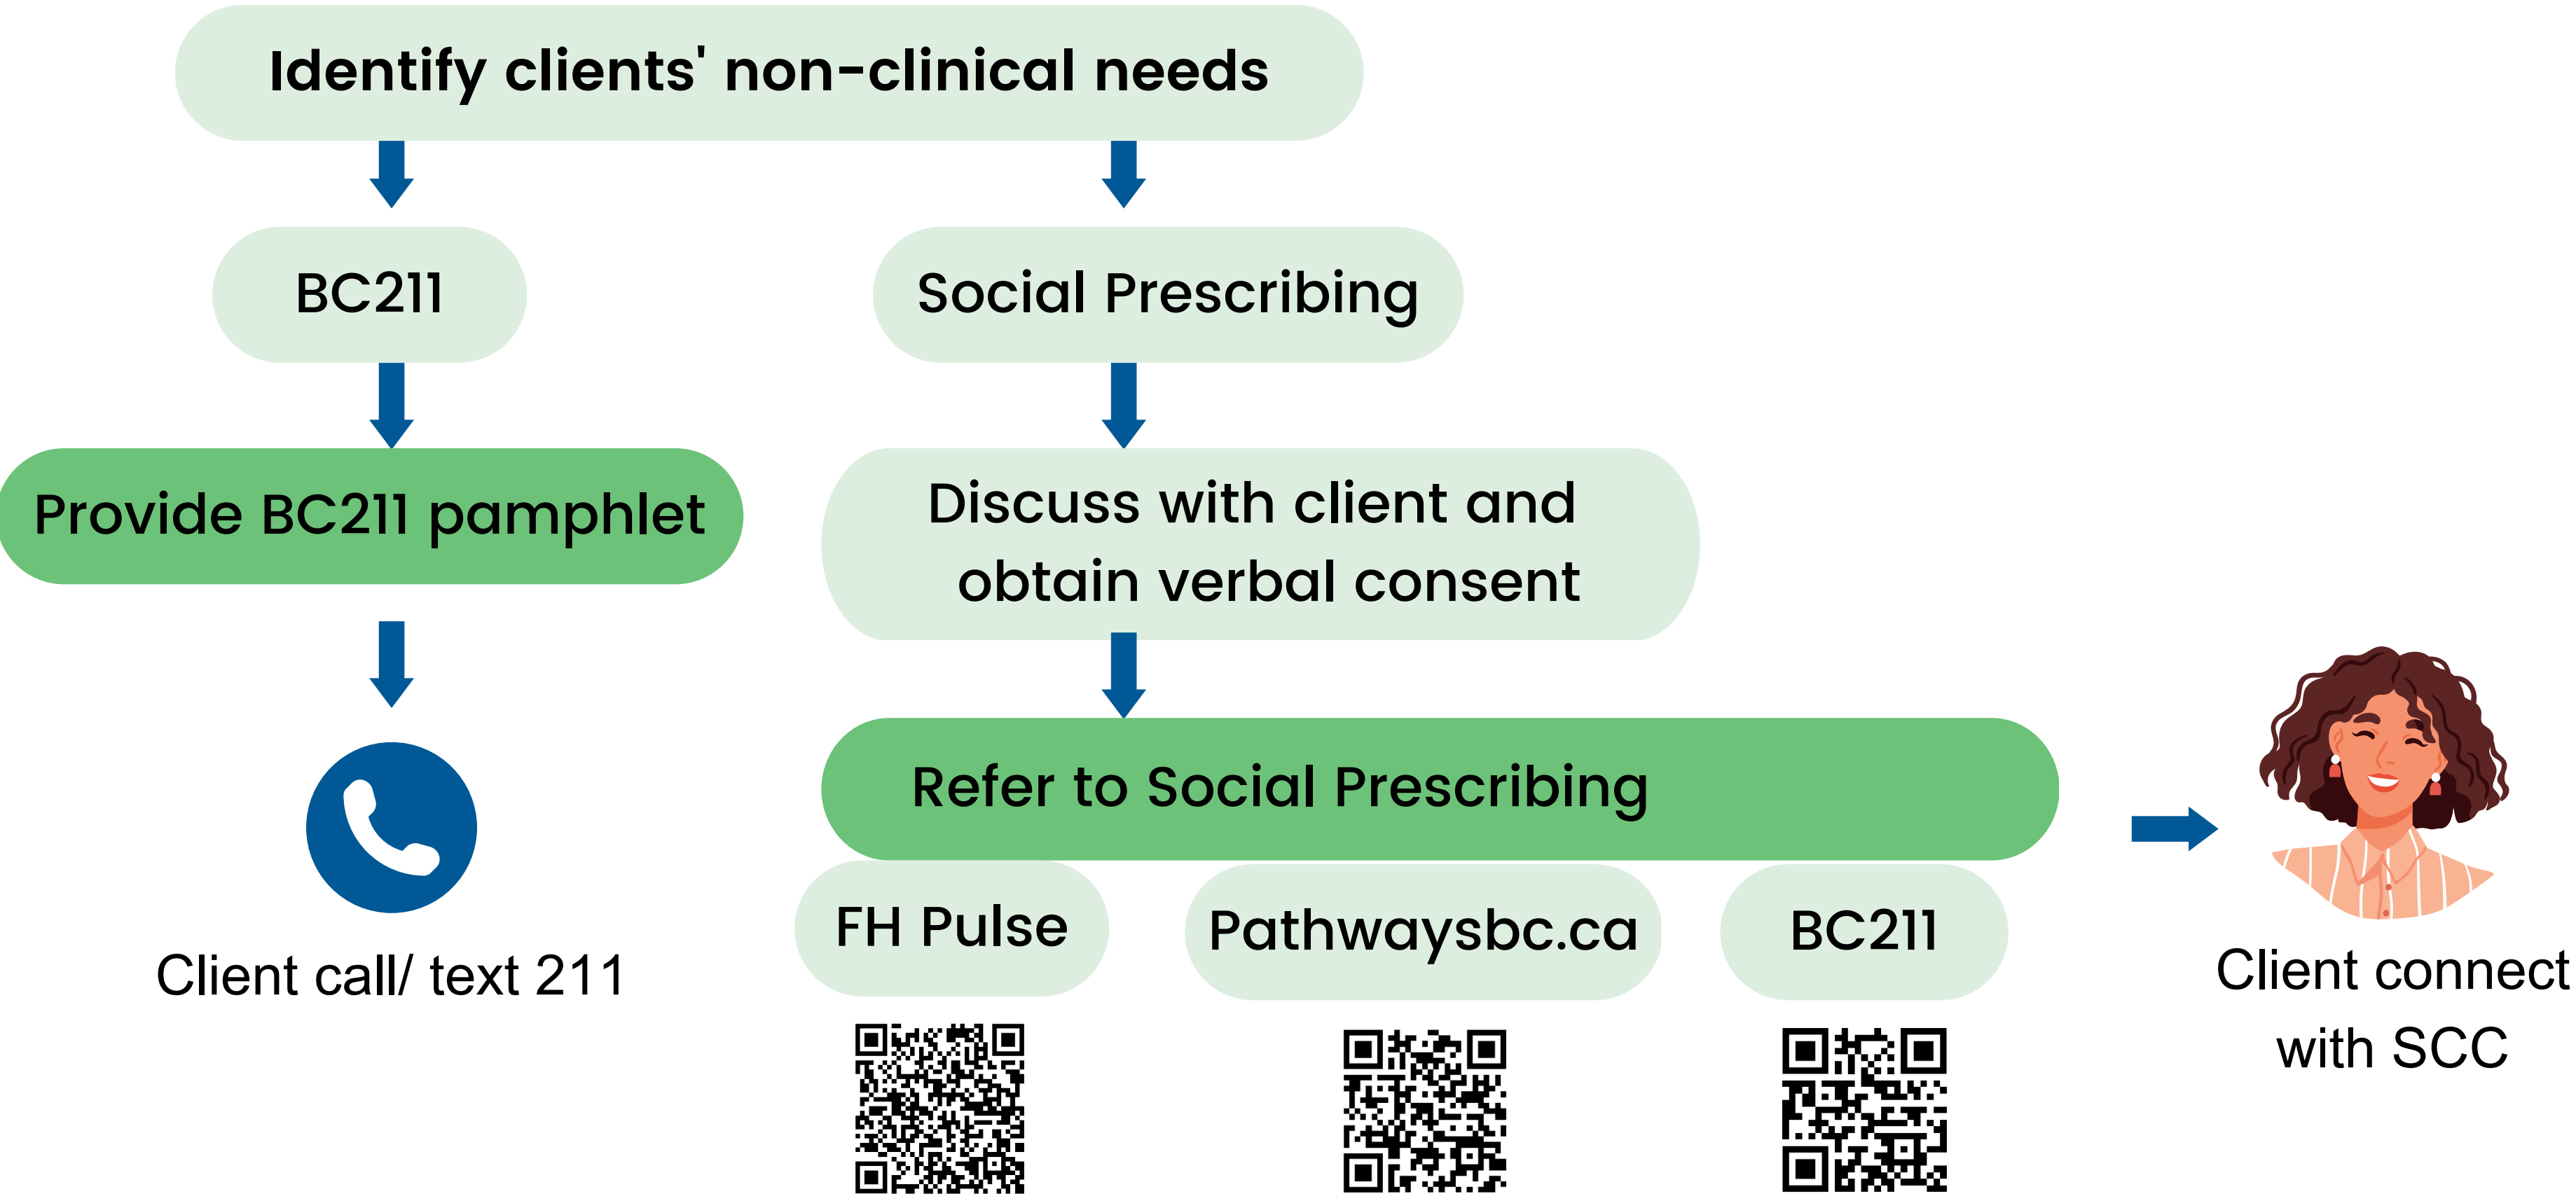 Identify clients' non-clinical needs
BC211
Social Prescribing
Provide BC211 pamphlet
Discuss with client and
obtain verbal consent
Client call/ text 211
Refer to Social Prescribing
FH Pulse
Pathwaysbc.ca
BC211
Client connect
with SCC